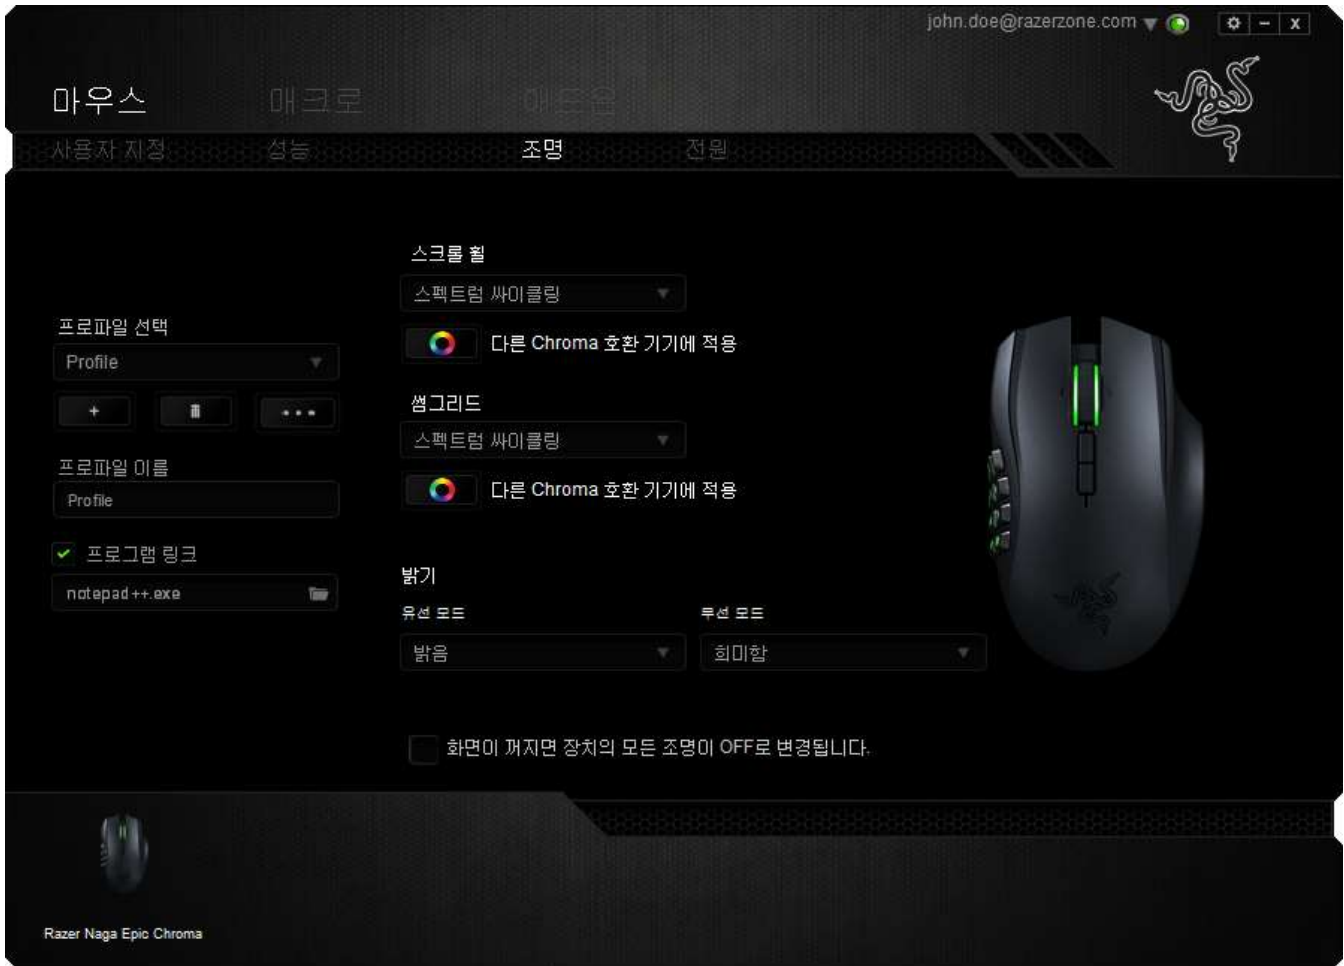 john.doe@razerzone.com
마우스 매크로 애드온
사용자 지정 성능 조명 전원
스크롤 휠
스펙트럼 싸이클링
다른 Chroma 호환 기기에 적용
프로파일 선택
Profile
썸그리드
스펙트럼 싸이클링
다른 Chroma 호환 기기에 적용
프로파일 이름
Profile
프로그램 링크
notepad++.exe
밝기
유선 모드 무선 모드
밝음 희미함
화면이 꺼지면 장치의 모든 조명이 OFF로 변경됩니다.
Razer Naga Epic Chroma